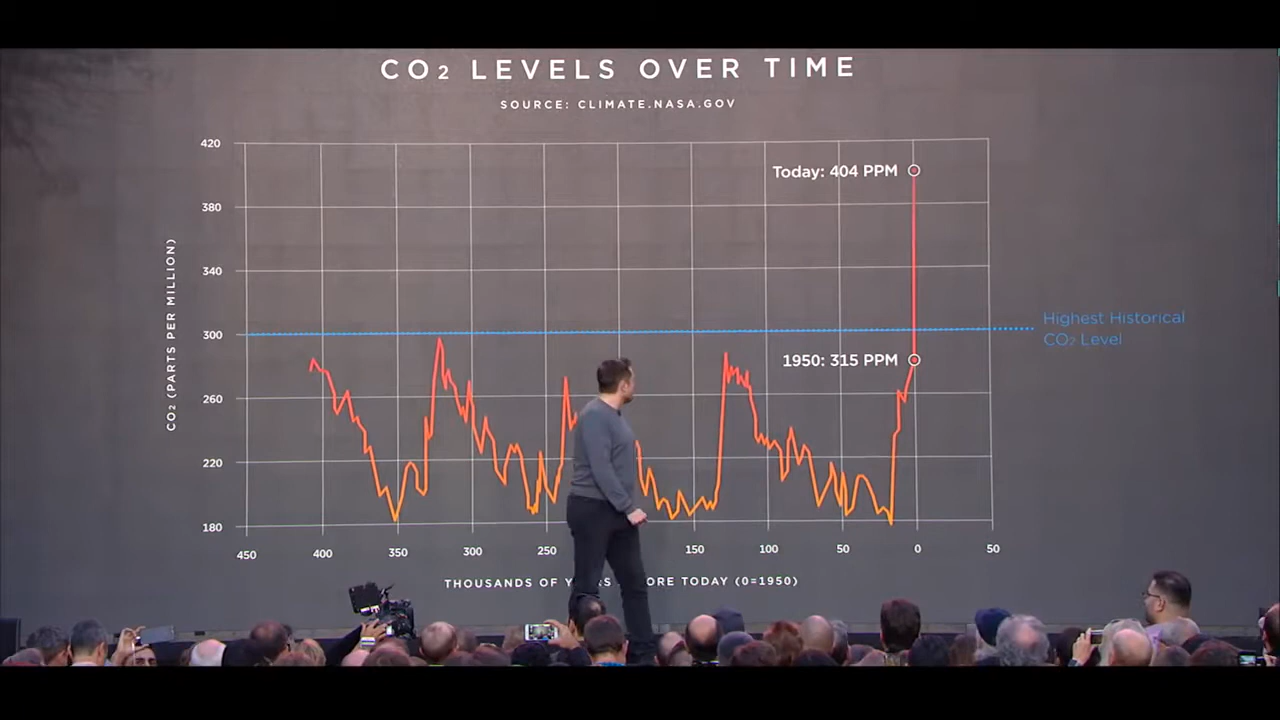 CO2 LEVELS OVER TIME
SOURCE: CLIMATE.NASA.GOV
420
380
340
300
260
220
180
CO2 (PARTS PER MILLION)
Today: 404 PPM
1950: 315 PPM
Highest Historical
CO2 Level
450 400 350 300 250 150 100 50 0 50
THOUSANDS OF TODAY (0=1950)